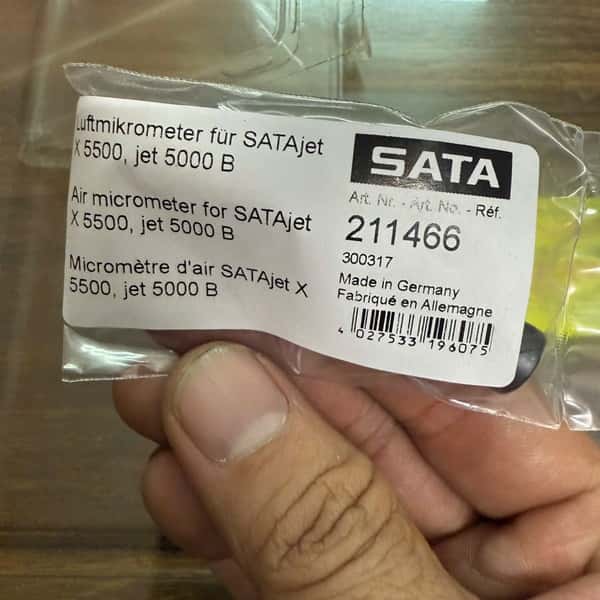 Luftmikrometer für SATAjet
X 5500, jet 5000 B
Air micrometer for SATAjet
X 5500, jet 5000 B
Micromètre d'air SATAjet X
5500, jet 5000 B
SATA
Art. Nr. - Art. No. - Réf.
211466
300317
Made in Germany
Fabriqué en Allemagne
4 027533 196075